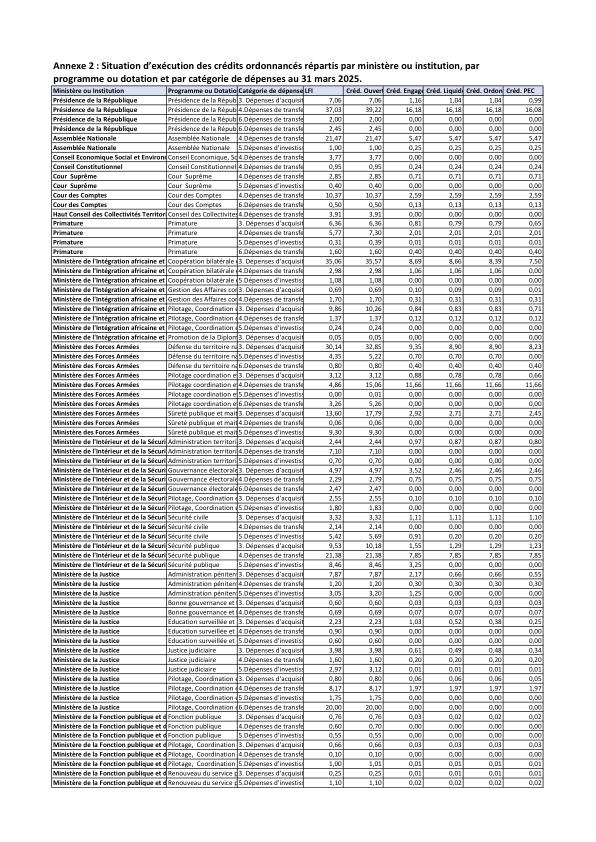 Annexe 2 : Situation d'exécution des crédits ordonnancés répartis par ministère ou institution, par
programme ou dotation et par catégorie de dépenses au 31 mars 2025.
Ministère ou Institution Programme ou Dotatio Catégorie de dépense LFI Créd. Ouver Créd. Engag Créd. Liquid Créd. Ordon Créd. PEC
Présidence de la République Présidence de la Répub 3. Dépenses d'acquisit 7,06 7,06 1,16 1,04 1,04 0,99
Présidence de la République Présidence de la Répub 4.Dépenses de transfe 37,03 39,22 16,18 16,18 16,18 16,08
Présidence de la République Présidence de la Répub 6.Dépenses de transfe 2,00 2,00 0,00 0,00 0,00 0,00
Présidence de la République Présidence de la Répub 6.Dépenses de transfe 2,45 2,45 0,00 0,00 0,00 0,00
Assemblée Nationale Assemblée Nationale 4.Dépenses de transfe 21,47 21,47 5,47 5,47 5,47 5,47
Assemblée Nationale Assemblée Nationale 5.Dépenses d'investiss 1,00 1,00 0,25 0,25 0,25 0,25
Conseil Economique Social et Environ Conseil Economique, So 4.Dépenses de transfe 3,77 3,77 0,00 0,00 0,00 0,00
Conseil Constitutionnel Conseil Constitutionnel 4.Dépenses de transfe 0,95 0,95 0,24 0,24 0,24 0,24
Cour Suprême Cour Suprême 4.Dépenses de transfe 2,85 2,85 0,71 0,71 0,71 0,71
Cour Suprême Cour Suprême 5.Dépenses d'investiss 0,40 0,40 0,00 0,00 0,00 0,00
Cour des Comptes Cour des Comptes 4.Dépenses de transfe 10,37 10,37 2,59 2,59 2,59 2,59
Cour des Comptes Cour des Comptes 6.Dépenses de transfe 0,50 0,50 0,13 0,13 0,13 0,13
Haut Conseil des Collectivités Territor Conseil des Collectivites 4.Dépenses de transfe 3,91 3,91 0,00 0,00 0,00 0,00
Primature Primature 3. Dépenses d'acquisit 6,36 6,36 0,81 0,79 0,79 0,65
Primature Primature 4.Dépenses de transfe 5,77 7,30 2,01 2,01 2,01 2,01
Primature Primature 5.Dépenses d'investiss 0,31 0,39 0,01 0,01 0,01 0,01
Primature Primature 6.Dépenses de transfe 1,60 1,60 0,40 0,40 0,40 0,40
Ministère de l'Intégration africaine et Coopération bilatérale 3. Dépenses d'acquisit 35,06 35,57 8,69 8,66 8,39 7,50
Ministère de l'Intégration africaine et Coopération bilatérale 4.Dépenses de transfe 2,98 2,98 1,06 1,06 1,06 0,00
Ministère de l'Intégration africaine et Coopération bilatérale 5.Dépenses d'investiss 1,08 1,08 0,00 0,00 0,00 0,00
Ministère de l'Intégration africaine et Gestion des Affaires con 3. Dépenses d'acquisit 0,69 0,69 0,10 0,09 0,09 0,01
Ministère de l'Intégration africaine et Gestion des Affaires con 4.Dépenses de transfe 1,70 1,70 0,31 0,31 0,31 0,31
Ministère de l'Intégration africaine et Pilotage, Coordination 3. Dépenses d'acquisit 9,86 10,26 0,84 0,83 0,83 0,71
Ministère de l'Intégration africaine et Pilotage, Coordination 4.Dépenses de transfe 1,37 1,37 0,12 0,12 0,12 0,12
Ministère de l'Intégration africaine et Pilotage, Coordination 5.Dépenses d'investiss 0,24 0,24 0,00 0,00 0,00 0,00
Ministère de l'Intégration africaine et Promotion de la Diplom 3. Dépenses d'acquisit 0,05 0,05 0,00 0,00 0,00 0,00
Ministère des Forces Armées Défense du territoire na 3. Dépenses d'acquisit 30,14 32,85 9,35 8,90 8,90 8,23
Ministère des Forces Armées Défense du territoire na 5.Dépenses d'investiss 4,35 5,22 0,70 0,70 0,70 0,00
Ministère des Forces Armées Défense du territoire na 6.Dépenses de transfe 0,80 0,80 0,40 0,40 0,40 0,40
Ministère des Forces Armées Pilotage coordination e 3. Dépenses d'acquisit 3,12 3,12 0,88 0,78 0,78 0,66
Ministère des Forces Armées Pilotage coordination e 4.Dépenses de transfe 4,86 15,06 11,66 11,66 11,66 11,66
Ministère des Forces Armées Pilotage coordination e 5.Dépenses d'investiss 0,00 0,01 0,00 0,00 0,00 0,00
Ministère des Forces Armées Pilotage coordination e 6.Dépenses de transfe 3,26 5,26 0,00 0,00 0,00 0,00
Ministère des Forces Armées Sûreté publique et mait 3. Dépenses d'acquisit 13,60 17,79 2,92 2,71 2,71 2,45
Ministère des Forces Armées Sûreté publique et mait 4.Dépenses de transfe 0,06 0,06 0,00 0,00 0,00 0,00
Ministère des Forces Armées Sûreté publique et mait 5.Dépenses d'investiss 9,30 9,30 0,00 0,00 0,00 0,00
Ministère de l'Intérieur et de la Sécuri Administration territori 3. Dépenses d'acquisit 2,44 2,44 0,97 0,87 0,87 0,80
Ministère de l'Intérieur et de la Sécuri Administration territori 4.Dépenses de transfe 7,10 7,10 0,00 0,00 0,00 0,00
Ministère de l'Intérieur et de la Sécuri Administration territori 5.Dépenses d'investiss 0,70 0,70 0,00 0,00 0,00 0,00
Ministère de l'Intérieur et de la Sécuri Gouvernance électorale 3. Dépenses d'acquisit 4,97 4,97 3,52 2,46 2,46 2,46
Ministère de l'Intérieur et de la Sécuri Gouvernance électorale 4.Dépenses de transfe 2,29 2,79 0,75 0,75 0,75 0,75
Ministère de l'Intérieur et de la Sécuri Gouvernance électorale 6.Dépenses de transfe 2,47 2,47 0,00 0,00 0,00 0,00
Ministère de l'Intérieur et de la Sécuri Pilotage, Coordination 3. Dépenses d'acquisit 2,55 2,55 0,10 0,10 0,10 0,10
Ministère de l'Intérieur et de la Sécuri Pilotage, Coordination 5.Dépenses d'investiss 1,80 1,83 0,00 0,00 0,00 0,00
Ministère de l'Intérieur et de la Sécuri Sécurité civile 3. Dépenses d'acquisit 3,32 3,32 1,11 1,11 1,11 1,10
Ministère de l'Intérieur et de la Sécuri Sécurité civile 4.Dépenses de transfe 2,14 2,14 0,00 0,00 0,00 0,00
Ministère de l'Intérieur et de la Sécuri Sécurité civile 5.Dépenses d'investiss 5,42 5,69 0,91 0,20 0,20 0,20
Ministère de l'Intérieur et de la Sécuri Sécurité publique 3. Dépenses d'acquisit 9,53 10,18 1,55 1,29 1,29 1,23
Ministère de l'Intérieur et de la Sécuri Sécurité publique 4.Dépenses de transfe 21,38 21,38 7,85 7,85 7,85 7,85
Ministère de l'Intérieur et de la Sécuri Sécurité publique 5.Dépenses d'investiss 8,46 8,46 3,25 0,00 0,00 0,00
Ministère de la Justice Administration péniten 3. Dépenses d'acquisit 7,87 7,87 2,17 0,66 0,66 0,55
Ministère de la Justice Administration péniten 4.Dépenses de transfe 1,20 1,20 0,30 0,30 0,30 0,30
Ministère de la Justice Administration péniten 5.Dépenses d'investiss 3,05 3,20 1,25 0,00 0,00 0,00
Ministère de la Justice Bonne gouvernance et 3. Dépenses d'acquisit 0,60 0,60 0,03 0,03 0,03 0,03
Ministère de la Justice Bonne gouvernance et 4.Dépenses de transfe 0,69 0,69 0,07 0,07 0,07 0,07
Ministère de la Justice Education surveillée et 3. Dépenses d'acquisit 2,23 2,23 1,03 0,52 0,38 0,25
Ministère de la Justice Education surveillée et 4.Dépenses de transfe 0,90 0,90 0,00 0,00 0,00 0,00
Ministère de la Justice Education surveillée et 5.Dépenses d'investiss 0,60 0,60 0,00 0,00 0,00 0,00
Ministère de la Justice Justice judiciaire 3. Dépenses d'acquisit 3,98 3,98 0,61 0,49 0,48 0,34
Ministère de la Justice Justice judiciaire 4.Dépenses de transfe 1,60 1,60 0,20 0,20 0,20 0,20
Ministère de la Justice Justice judiciaire 5.Dépenses d'investiss 2,97 3,12 0,01 0,01 0,01 0,00
Ministère de la Justice Pilotage, Coordination 3. Dépenses d'acquisit 0,80 0,80 0,06 0,06 0,06 0,05
Ministère de la Justice Pilotage, Coordination 4.Dépenses de transfe 8,17 8,17 1,97 1,97 1,97 1,97
Ministère de la Justice Pilotage, Coordination 5.Dépenses d'investiss 1,75 1,75 0,00 0,00 0,00 0,00
Ministère de la Justice Pilotage, Coordination 6.Dépenses de transfe 20,00 20,00 0,00 0,00 0,00 0,00
Ministère de la Fonction publique et d Fonction publique 3. Dépenses d'acquisit 0,76 0,76 0,03 0,02 0,02 0,02
Ministère de la Fonction publique et d Fonction publique 4.Dépenses de transfe 0,60 0,70 0,00 0,00 0,00 0,00
Ministère de la Fonction publique et d Fonction publique 5.Dépenses d'investiss 0,55 0,55 0,00 0,00 0,00 0,00
Ministère de la Fonction publique et d Pilotage, Coordination 3. Dépenses d'acquisit 0,66 0,66 0,03 0,03 0,03 0,02
Ministère de la Fonction publique et d Pilotage, Coordination 4.Dépenses de transfe 0,10 0,10 0,00 0,00 0,00 0,00
Ministère de la Fonction publique et d Pilotage, Coordination 5.Dépenses d'investiss 1,00 1,01 0,02 0,01 0,01 0,00
Ministère de la Fonction publique et d Renouveau du service p 3. Dépenses d'acquisit 0,25 0,25 0,01 0,01 0,01 0,01
Ministère de la Fonction publique et d Renouveau du service p 5.Dépenses d'investiss 1,10 1,10 0,02 0,02 0,02 0,02